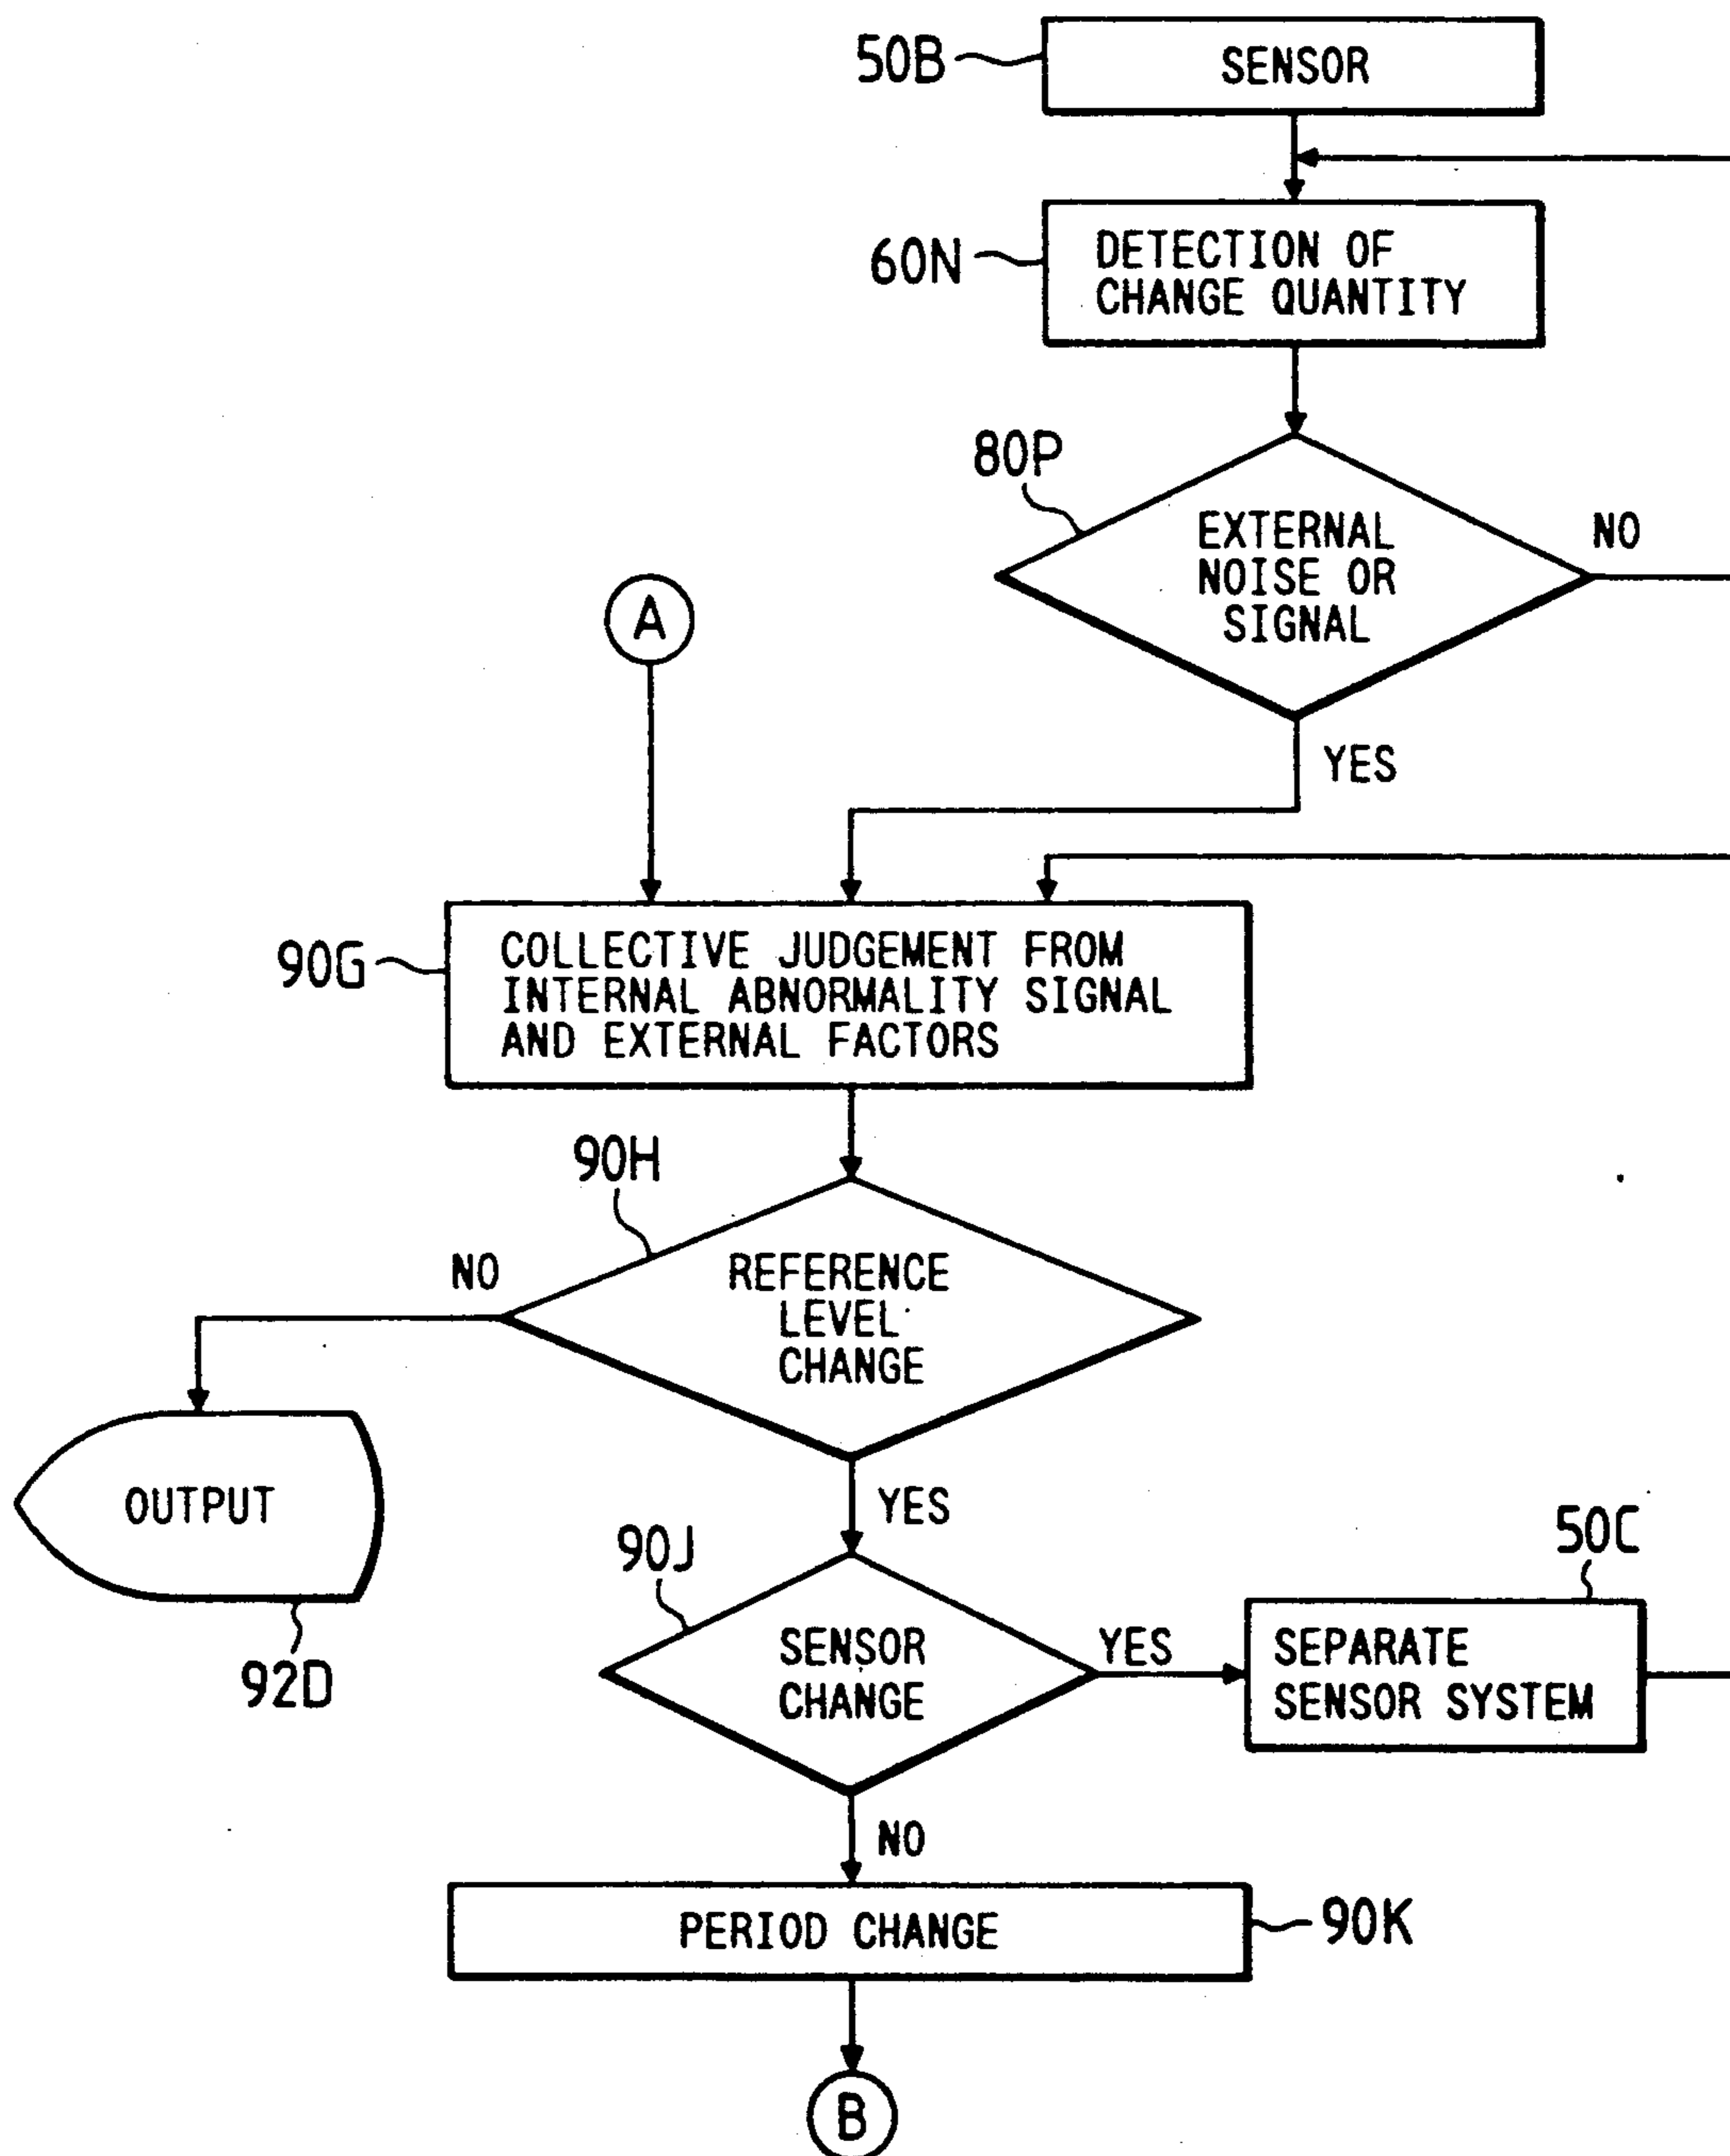 50B
SENSOR
60N
DETECTION OF
CHANGE QUANTITY
80P
EXTERNAL
NOISE OR
SIGNAL
NO
A
YES
90G
COLLECTIVE JUDGEMENT FROM
INTERNAL ABNORMALITY SIGNAL
AND EXTERNAL FACTORS
90H
NO
REFERENCE
LEVEL
CHANGE
OUTPUT
92D
YES
90J
SENSOR
CHANGE
YES
50C
SEPARATE
SENSOR SYSTEM
NO
PERIOD CHANGE
90K
B